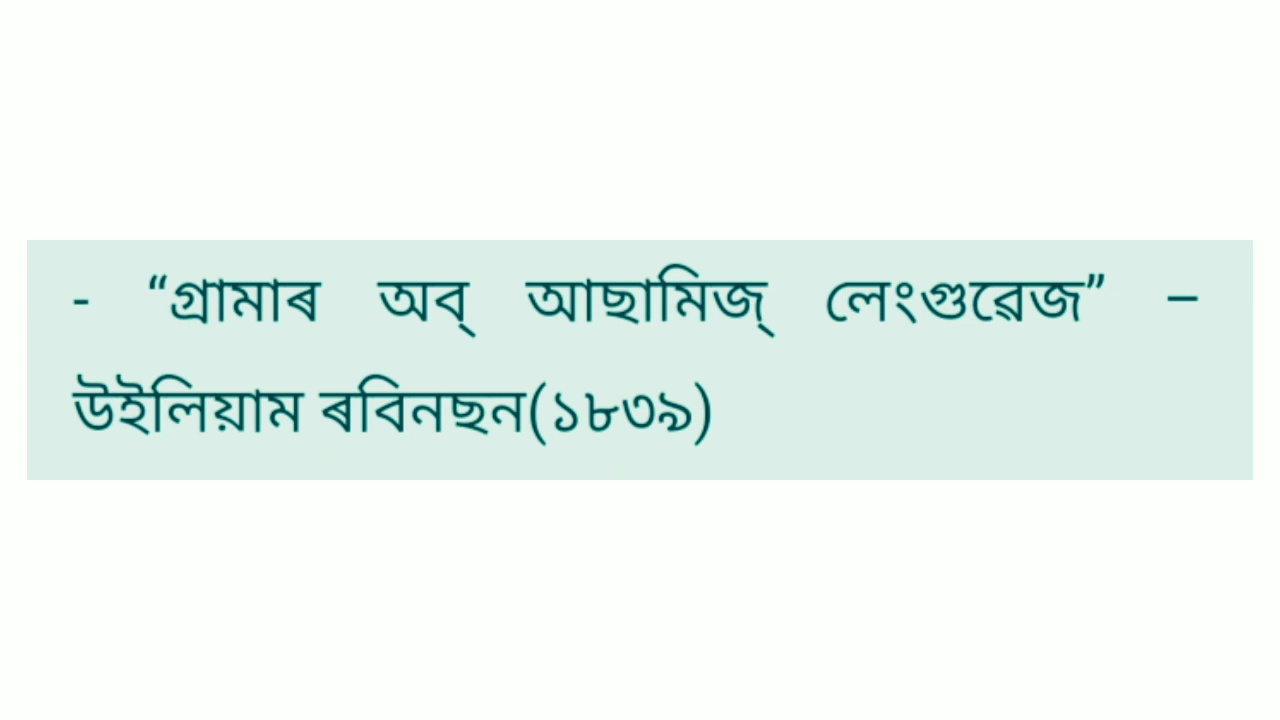 - “গ্ৰামাৰ অব্ আছামিজ্ লেংগুৱেজ” –
উইলিয়াম ৰবিনছন(১৮৩৯)